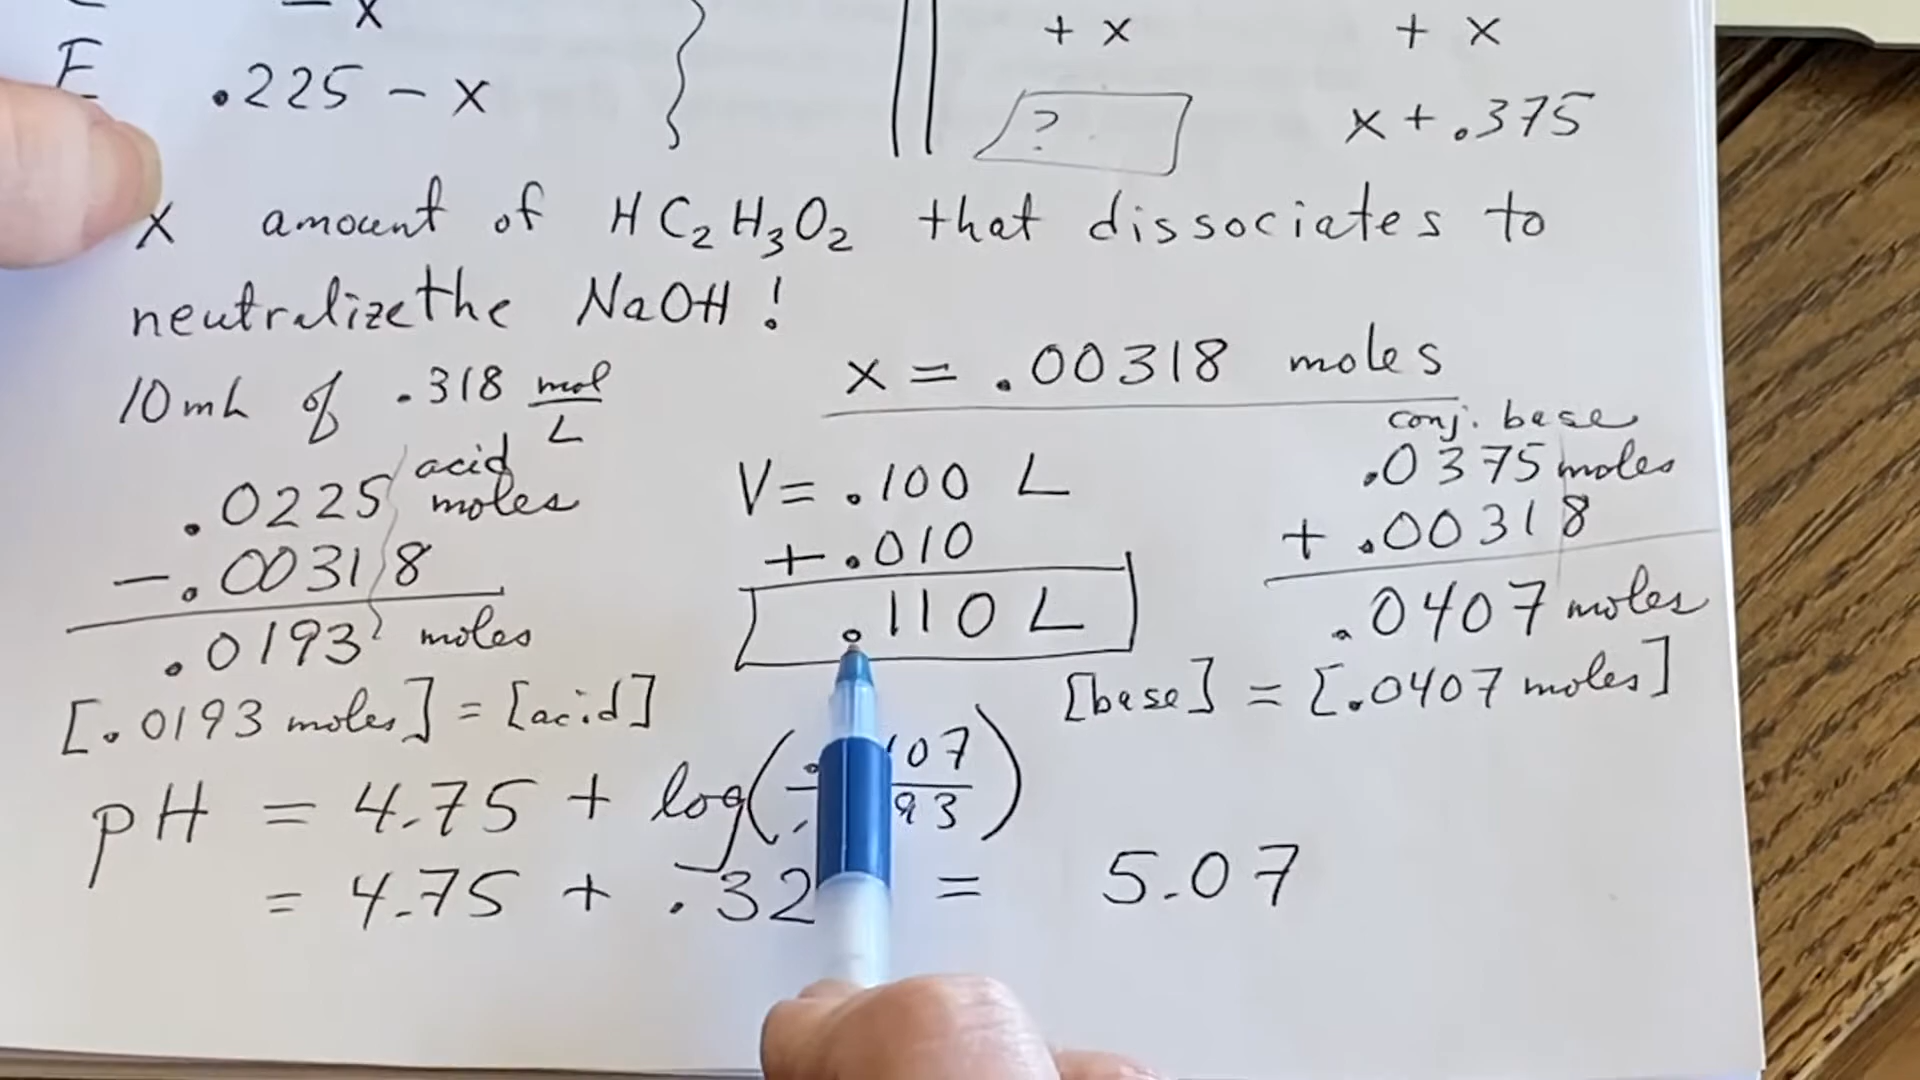 - x + x + x
E .225 - x ? x + .375
x amount of HC₂H₃O₂ that dissociates to
neutralize the NaOH!
10 mL of .318 mol/L x = .00318 moles
acid conj. base
.0225 moles V = .100 L .0375 moles
- .00318 + .010 + .00318
.0193 moles .110 L .0407 moles
[.0193 moles] = [acid] [base] = [.0407 moles]
pH = 4.75 + log( 07 / 93 )
= 4.75 + .32 = 5.07